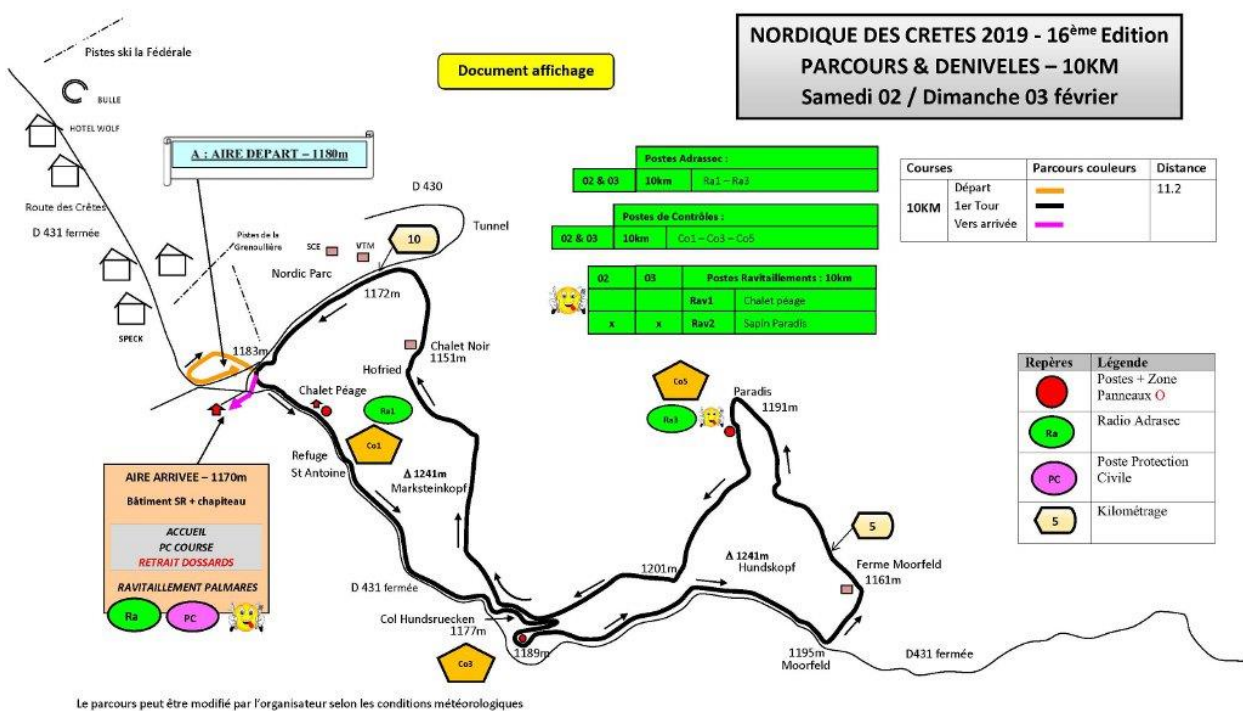 NORDIQUE DES CRETES 2019 - 16ème Edition
PARCOURS & DENIVELES – 10KM
Samedi 02 / Dimanche 03 février
Document affichage
Pistes ski la Fédérale
BULLE
HOTEL WOLF
A : AIRE DEPART – 1180m
Route des Crêtes
D 431 fermée
SPECK
Pistes de la
Grenoullière
D 430
Tunnel
SCE
VTM
10
Nordic Parc
1172m
1183m
Chalet Noir
1151m
Hofried
Chalet Péage
Ra1
Co1
Refuge
St Antoine
Δ 1241m
Marksteinkopf
D 431 fermée
Col Hundsruecken
1177m
1189m
Co3
Co5
Ra3
Paradis
1191m
5
Δ 1241m
Hundskopf
1201m
Ferme Moorfeld
1161m
1195m
Moorfeld
D431 fermée
Postes Adrassec :
02 & 03 10km Ra1 – Ra3
Postes de Contrôles :
02 & 03 10km Co1 – Co3 – Co5
02 03 Postes Ravitaillements : 10km
Rav1 Chalet péage
x x Rav2 Sapin Paradis
Courses Parcours couleurs Distance
10KM Départ 11.2
1er Tour
Vers arrivée
Repères Légende
Postes + Zone
Panneaux O
Ra Radio Adrasec
PC Poste Protection
Civile
5 Kilométrage
AIRE ARRIVEE – 1170m
Bâtiment SR + chapiteau
ACCUEIL
PC COURSE
RETRAIT DOSSARDS
RAVITAILLEMENT PALMARES
Ra PC
Le parcours peut être modifié par l'organisateur selon les conditions météorologiques